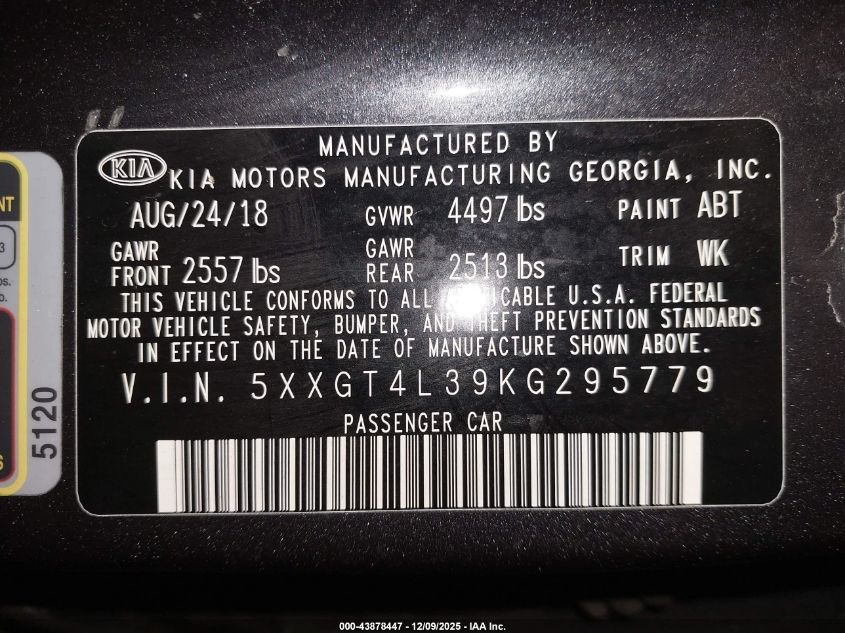 MANUFACTURED BY
KIA KIA MOTORS MANUFACTURING GEORGIA, INC.
AUG/24/18 GVWR 4497 lbs PAINT ABT
GAWR FRONT 2557 lbs GAWR REAR 2513 lbs TRIM WK
THIS VEHICLE CONFORMS TO ALL U.S.A. FEDERAL
MOTOR VEHICLE SAFETY, BUMPER, AND THEFT PREVENTION STANDARDS
IN EFFECT ON THE DATE OF MANUFACTURE SHOWN ABOVE.
V.I.N. 5XXGT4L39KG295779
PASSENGER CAR
NT
3
bs.
b.
S
5120
000-43878447 - 12/09/2025 - IAA Inc.